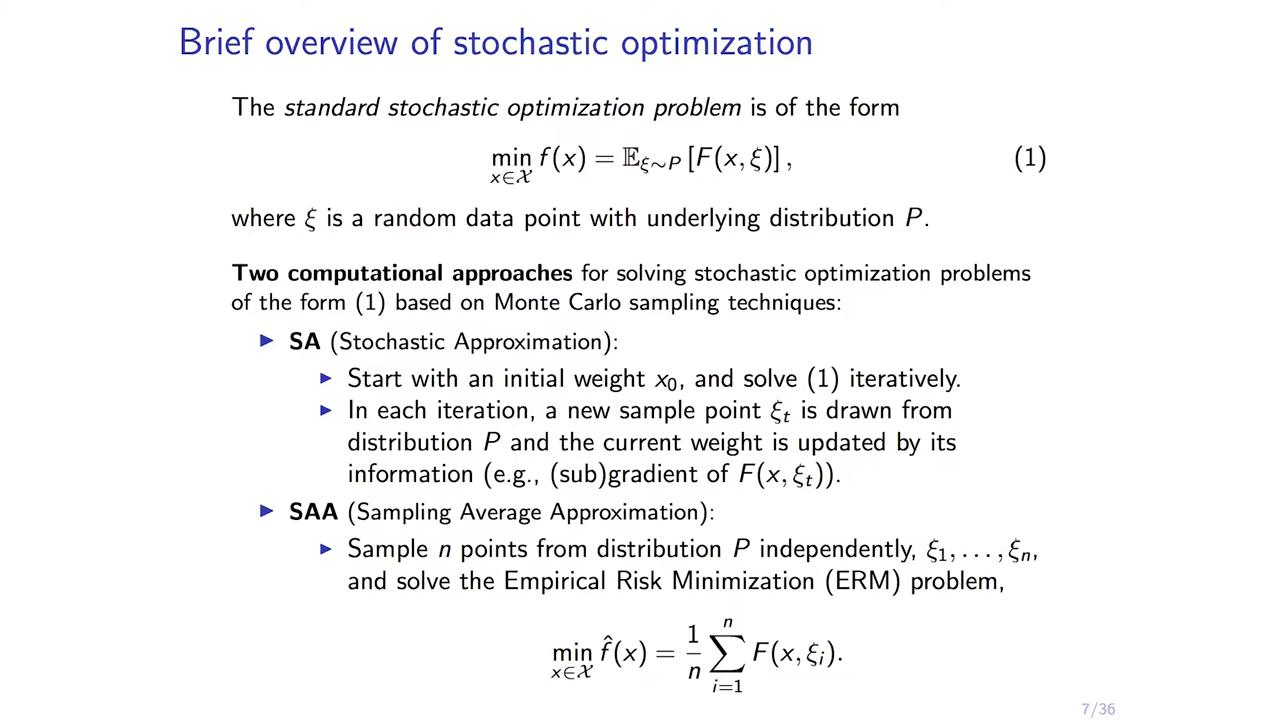 Brief overview of stochastic optimization
The standard stochastic optimization problem is of the form
min_{x∈𝒳} f(x) = 𝔼_{ξ∼P} [F(x, ξ)] , (1)
where ξ is a random data point with underlying distribution P.
Two computational approaches for solving stochastic optimization problems
of the form (1) based on Monte Carlo sampling techniques:
▶ SA (Stochastic Approximation):
▶ Start with an initial weight x₀, and solve (1) iteratively.
▶ In each iteration, a new sample point ξ_t is drawn from
distribution P and the current weight is updated by its
information (e.g., (sub)gradient of F(x, ξ_t)).
▶ SAA (Sampling Average Approximation):
▶ Sample n points from distribution P independently, ξ₁, . . . , ξ_n,
and solve the Empirical Risk Minimization (ERM) problem,
min_{x∈𝒳} f̂(x) = \frac{1}{n} ∑_{i=1}^{n} F(x, ξ_i).
7/36